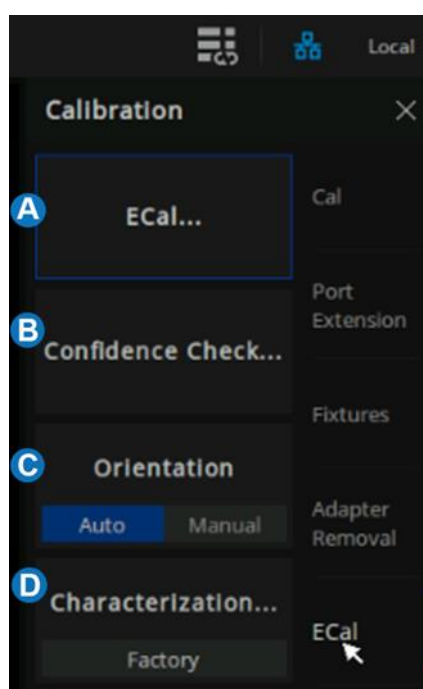 Local
Calibration
A
ECal...
Cal
B
Confidence Check...
Port
Extension
C
Orientation
Auto
Manual
Fixtures
Adapter
Removal
D
Characterization...
Factory
ECal